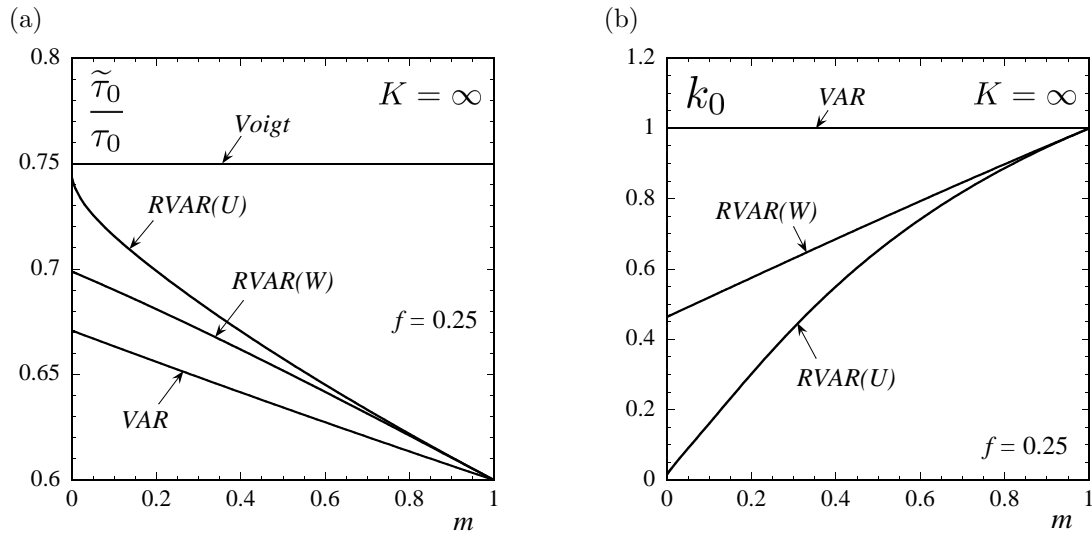 (a)
0.8
τ̃₀
τ₀
K = ∞
Voigt
0.75
RVAR(U)
0.7
RVAR(W)
f = 0.25
0.65
VAR
0.6
0 0.2 0.4 0.6 0.8 1
m
(b)
1.2
k₀
VAR
K = ∞
1
0.8
RVAR(W)
0.6
0.4
RVAR(U)
0.2
f = 0.25
0
0 0.2 0.4 0.6 0.8 1
m